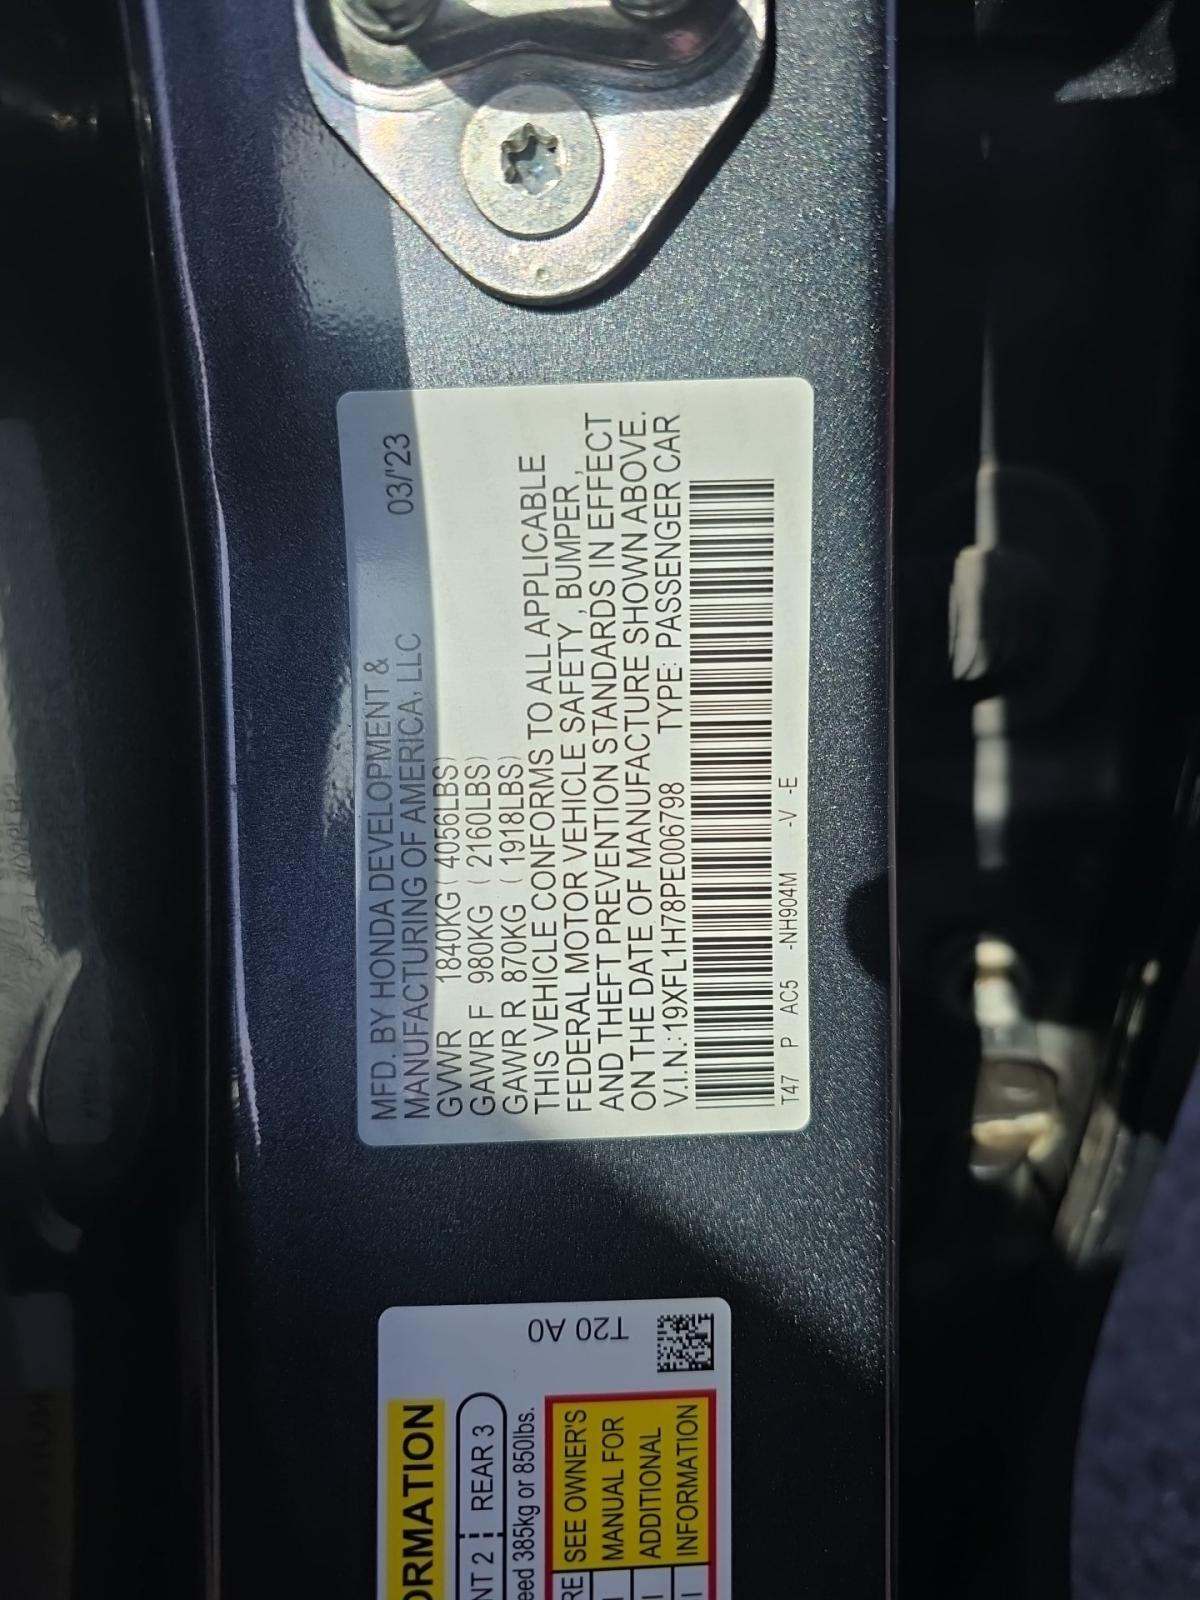 MFD. BY HONDA DEVELOPMENT &
MANUFACTURING OF AMERICA, LLC 03/'23
GVWR 1840KG ( 4056LBS)
GAWR F 980KG ( 2160LBS)
GAWR R 870KG ( 1918LBS)
THIS VEHICLE CONFORMS TO ALL APPLICABLE
FEDERAL MOTOR VEHICLE SAFETY , BUMPER ,
AND THEFT PREVENTION STANDARDS IN EFFECT
ON THE DATE OF MANUFACTURE SHOWN ABOVE.
V.I.N.: 19XFL1H78PE006798 TYPE: PASSENGER CAR
T47 P AC5 -NH904M -V -E
T20 A0
ORMATION
NT 2 REAR 3
eed 385kg or 850lbs.
RE SEE OWNER'S
MANUAL FOR
ADDITIONAL
INFORMATION